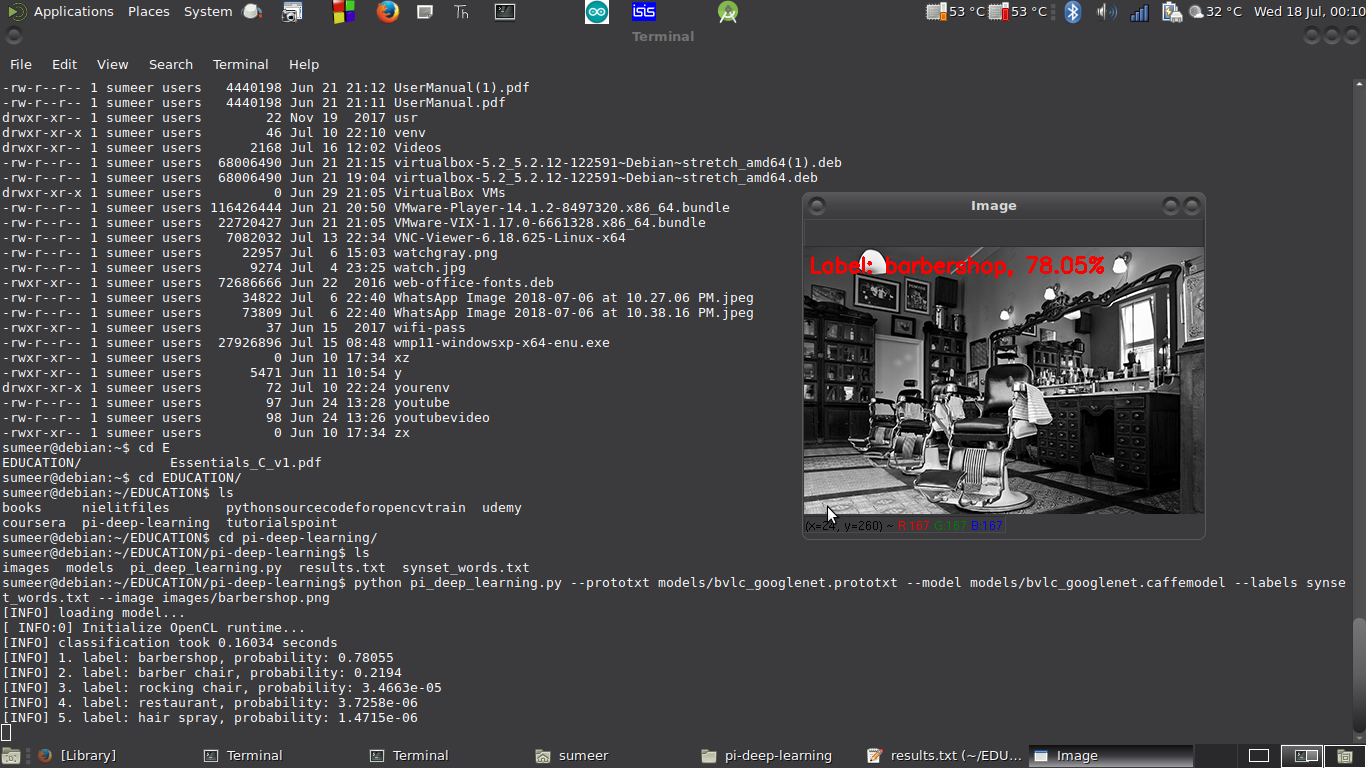 Applications Places System Th isis 53 °C 53 °C 32 °C Wed 18 Jul, 00:10
Terminal
File Edit View Search Terminal Help
-rw-r--r-- 1 sumeer users 4440198 Jun 21 21:12 UserManual(1).pdf
-rw-r--r-- 1 sumeer users 4440198 Jun 21 21:11 UserManual.pdf
drwxr-xr-- 1 sumeer users 22 Nov 19 2017 usr
drwxr-xr-x 1 sumeer users 46 Jul 10 22:10 venv
drwxr-xr-- 1 sumeer users 2168 Jul 16 12:02 Videos
-rw-r--r-- 1 sumeer users 68006490 Jun 21 21:15 virtualbox-5.2_5.2.12-122591~Debian~stretch_amd64(1).deb
-rw-r--r-- 1 sumeer users 68006490 Jun 21 19:04 virtualbox-5.2_5.2.12-122591~Debian~stretch_amd64.deb
drwxr-xr-x 1 sumeer users 0 Jun 29 21:05 VirtualBox VMs
-rw-r--r-- 1 sumeer users 116426444 Jun 21 20:50 VMware-Player-14.1.2-8497320.x86_64.bundle
-rw-r--r-- 1 sumeer users 22720427 Jun 21 21:05 VMware-VIX-1.17.0-6661328.x86_64.bundle
-rw-r--r-- 1 sumeer users 7082032 Jul 13 22:34 VNC-Viewer-6.18.625-Linux-x64
-rw-r--r-- 1 sumeer users 22957 Jul 6 15:03 watchgray.png
-rw-r--r-- 1 sumeer users 9274 Jul 4 23:25 watch.jpg
-rwxr-xr-- 1 sumeer users 72686666 Jun 22 2016 web-office-fonts.deb
-rw-r--r-- 1 sumeer users 34822 Jul 6 22:40 WhatsApp Image 2018-07-06 at 10.27.06 PM.jpeg
-rw-r--r-- 1 sumeer users 73809 Jul 6 22:40 WhatsApp Image 2018-07-06 at 10.38.16 PM.jpeg
-rwxr-xr-- 1 sumeer users 37 Jun 15 2017 wifi-pass
-rwxr-xr-- 1 sumeer users 27926896 Jul 15 08:48 wmp11-windowsxp-x64-enu.exe
-rwxr-xr-- 1 sumeer users 0 Jun 10 17:34 xz
-rwxr-xr-- 1 sumeer users 5471 Jun 11 10:54 y
drwxr-xr-x 1 sumeer users 72 Jul 10 22:24 yourenv
-rw-r--r-- 1 sumeer users 97 Jun 24 13:28 youtube
-rw-r--r-- 1 sumeer users 98 Jun 24 13:26 youtubevideo
-rwxr-xr-- 1 sumeer users 0 Jun 10 17:34 zx
sumeer@debian:~$ cd E
EDUCATION/ Essentials_C_v1.pdf
sumeer@debian:~$ cd EDUCATION/
sumeer@debian:~/EDUCATION$ ls
books nielitfiles pythonsourcecodeforopencvtrain udemy
coursera pi-deep-learning tutorialspoint
sumeer@debian:~/EDUCATION$ cd pi-deep-learning/
sumeer@debian:~/EDUCATION/pi-deep-learning$ ls
images models pi_deep_learning.py results.txt synset_words.txt
sumeer@debian:~/EDUCATION/pi-deep-learning$ python pi_deep_learning.py --prototxt models/bvlc_googlenet.prototxt --model models/bvlc_googlenet.caffemodel --labels synse
t_words.txt --image images/barbershop.png
[INFO] loading model...
[ INFO:0] Initialize OpenCL runtime...
[INFO] classification took 0.16034 seconds
[INFO] 1. label: barbershop, probability: 0.78055
[INFO] 2. label: barber chair, probability: 0.2194
[INFO] 3. label: rocking chair, probability: 3.4663e-05
[INFO] 4. label: restaurant, probability: 3.7258e-06
[INFO] 5. label: hair spray, probability: 1.4715e-06
Image
Label: barbershop, 78.05%
(x=24, y=260) ~ R:167 G:167 B:167
[Library] Terminal Terminal sumeer pi-deep-learning results.txt (~/EDU... Image